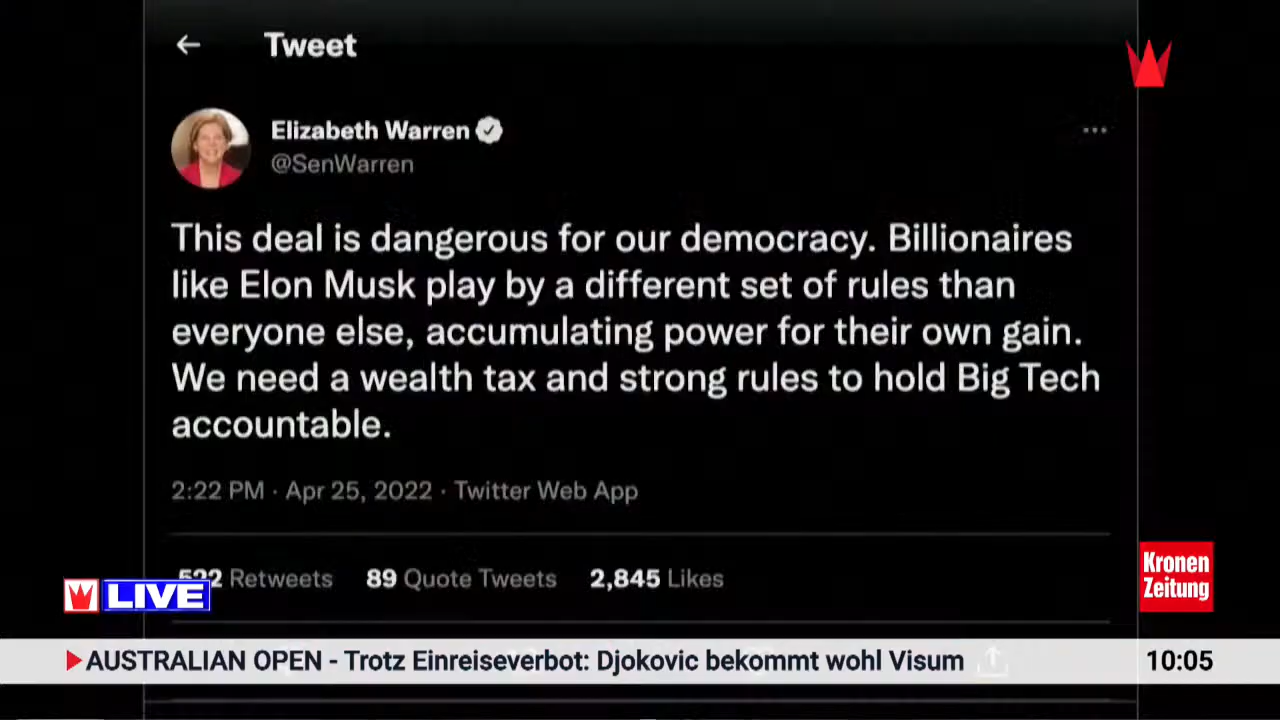 Tweet
Elizabeth Warren
@SenWarren
This deal is dangerous for our democracy. Billionaires
like Elon Musk play by a different set of rules than
everyone else, accumulating power for their own gain.
We need a wealth tax and strong rules to hold Big Tech
accountable.
2:22 PM · Apr 25, 2022 · Twitter Web App
522 Retweets 89 Quote Tweets 2,845 Likes
LIVE
Kronen
Zeitung
AUSTRALIAN OPEN - Trotz Einreiseverbot: Djokovic bekommt wohl Visum 10:05